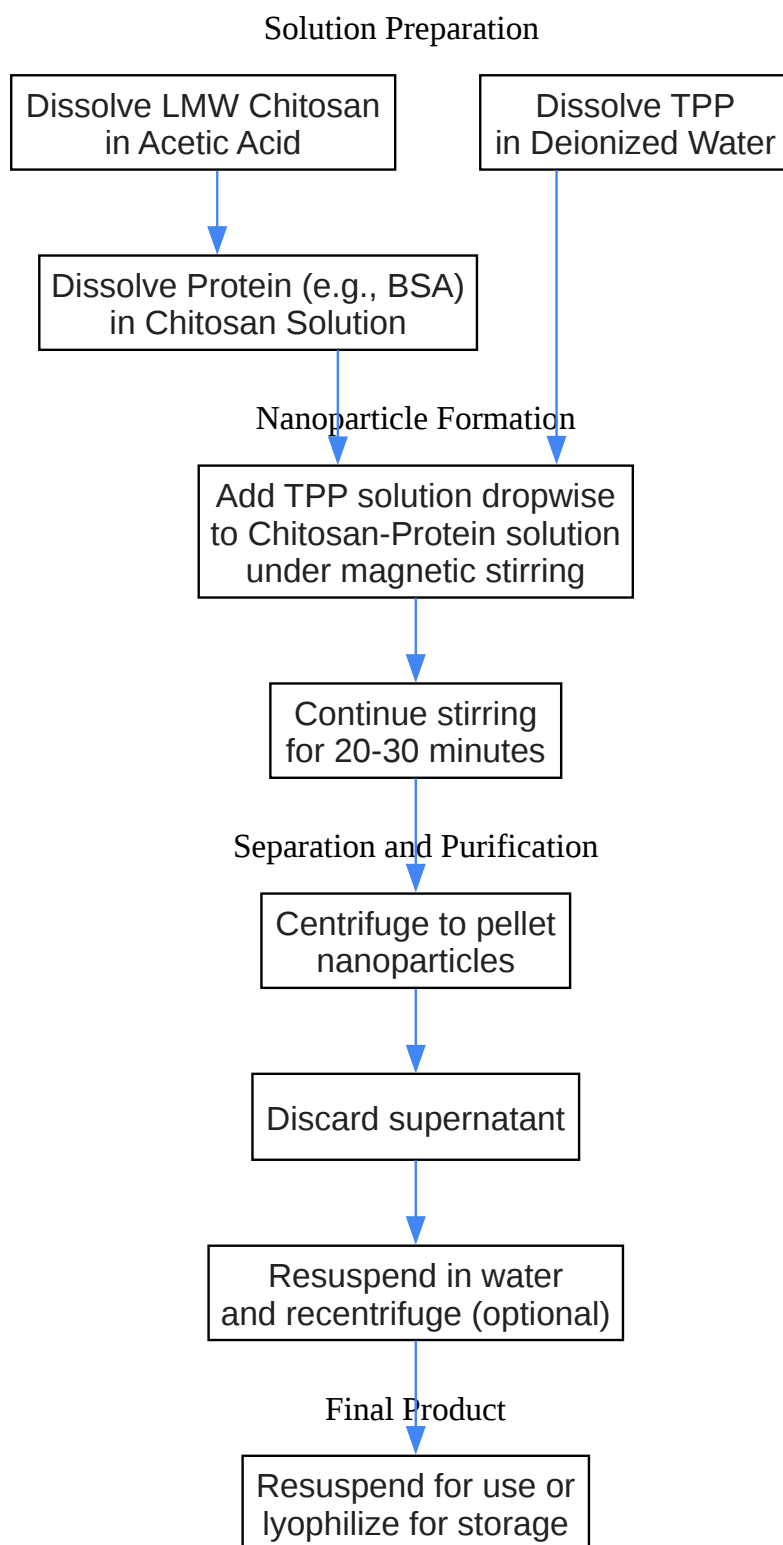 Solution Preparation
Dissolve LMW Chitosan
in Acetic Acid
Dissolve TPP
in Deionized Water
Dissolve Protein (e.g., BSA)
in Chitosan Solution
Nanoparticle Formation
Add TPP solution dropwise
to Chitosan-Protein solution
under magnetic stirring
Continue stirring
for 20-30 minutes
Separation and Purification
Centrifuge to pellet
nanoparticles
Discard supernatant
Resuspend in water
and recentrifuge (optional)
Final Product
Resuspend for use or
lyophilize for storage